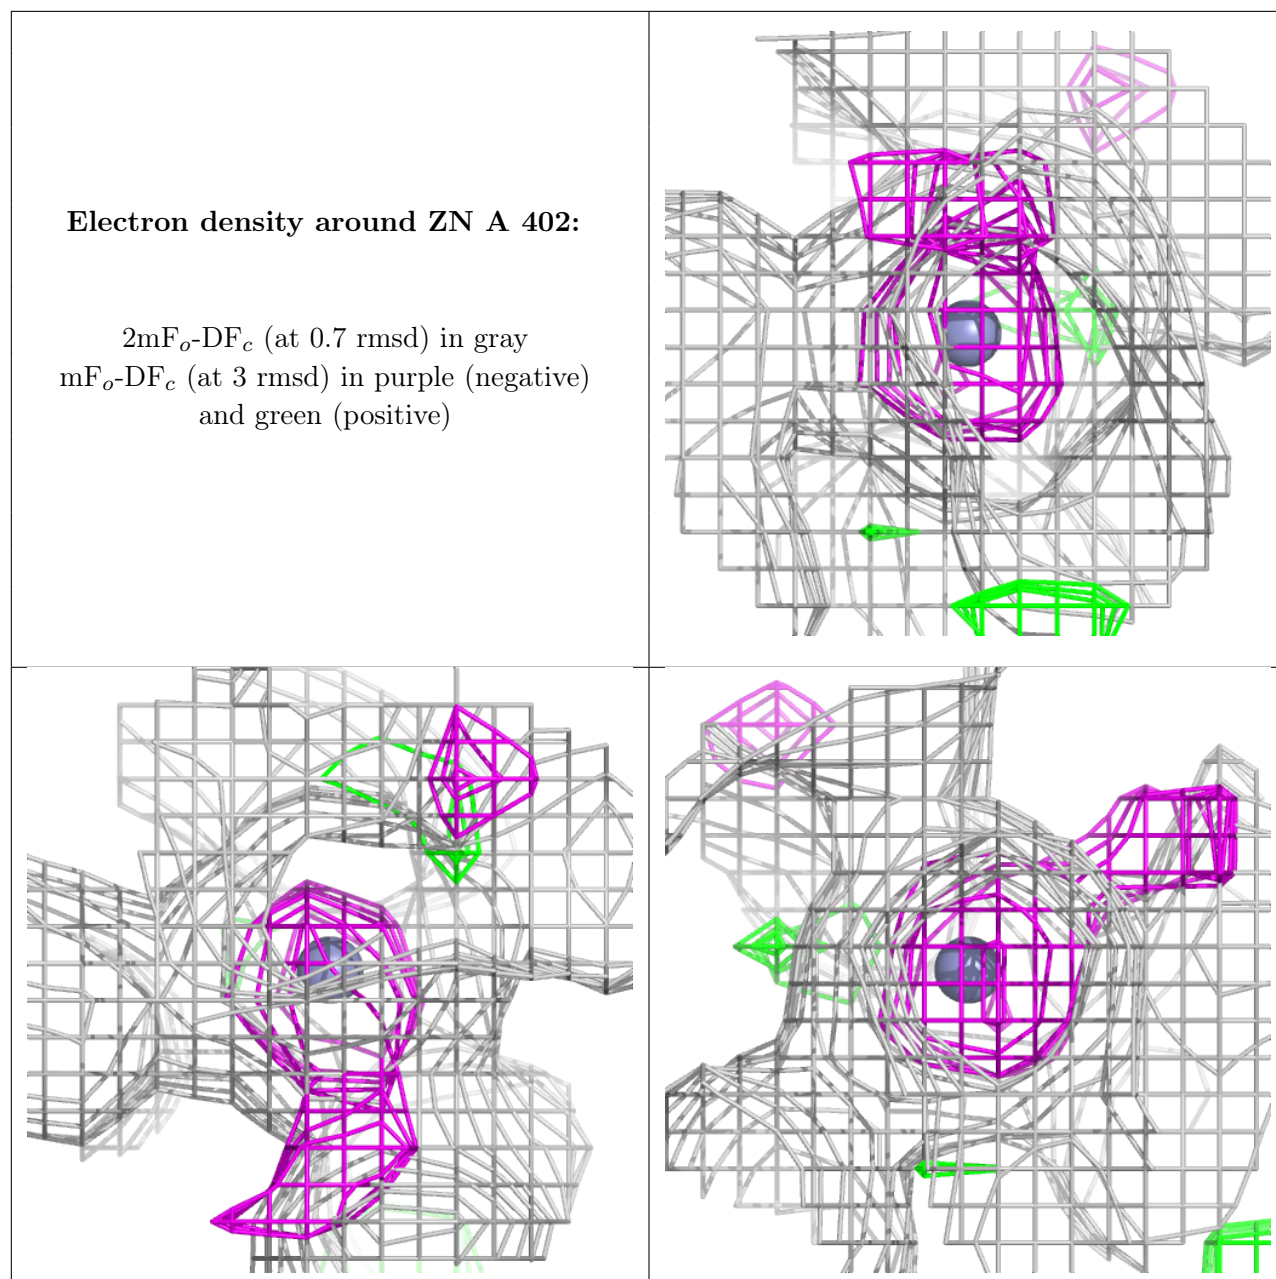 Electron density around ZN A 402:
2mFo-DFc (at 0.7 rmsd) in gray
mFo-DFc (at 3 rmsd) in purple (negative)
and green (positive)